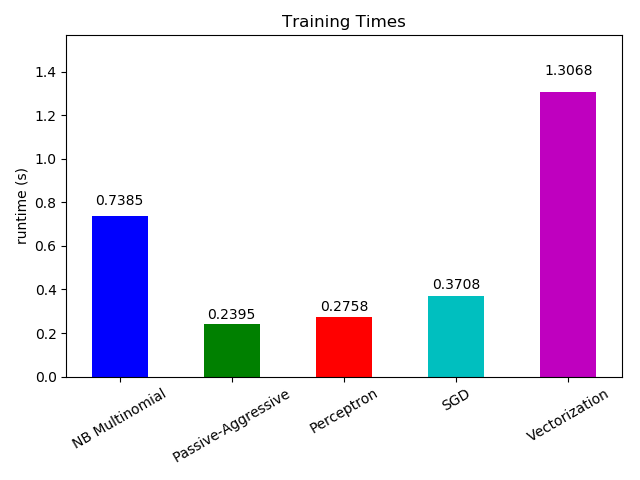 Training Times
runtime (s)
1.4
1.2
1.0
0.8
0.6
0.4
0.2
0.0
0.7385
0.2395
0.2758
0.3708
1.3068
NB Multinomial
Passive-Aggressive
Perceptron
SGD
Vectorization